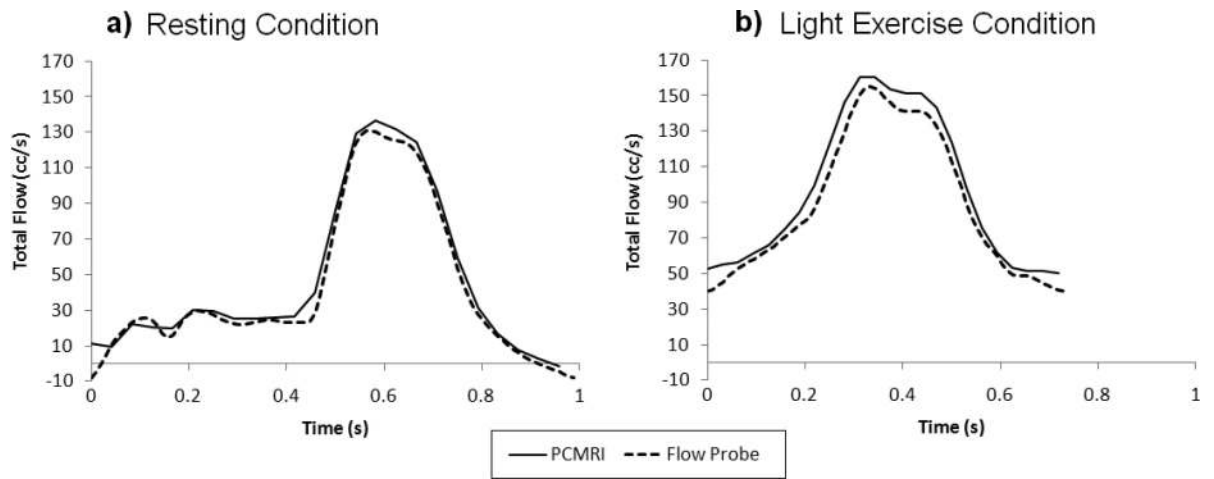 a) Resting Condition
170
150
130
110
90
70
50
30
10
-10
Total Flow (cc/s)
0 0.2 0.4 0.6 0.8 1
Time (s)
b) Light Exercise Condition
170
150
130
110
90
70
50
30
10
-10
Total Flow (cc/s)
0 0.2 0.4 0.6 0.8 1
Time (s)
PCMRI Flow Probe